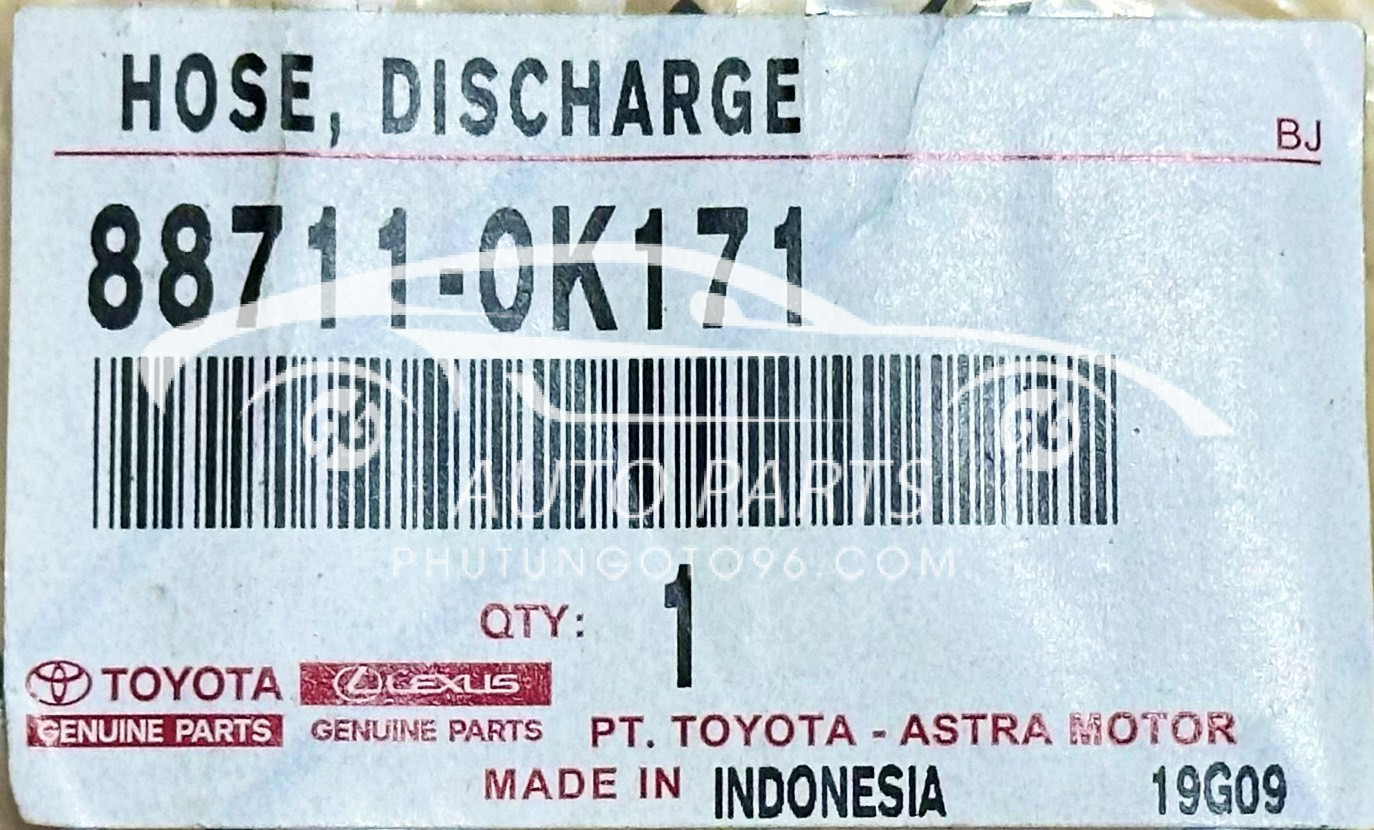 HOSE, DISCHARGE
BJ
88711-0K171
AUTO PARTS
PHUTUNGOTO96.COM
QTY: 1
TOYOTA LEXUS
GENUINE PARTS GENUINE PARTS
PT. TOYOTA - ASTRA MOTOR
MADE IN INDONESIA 19G09